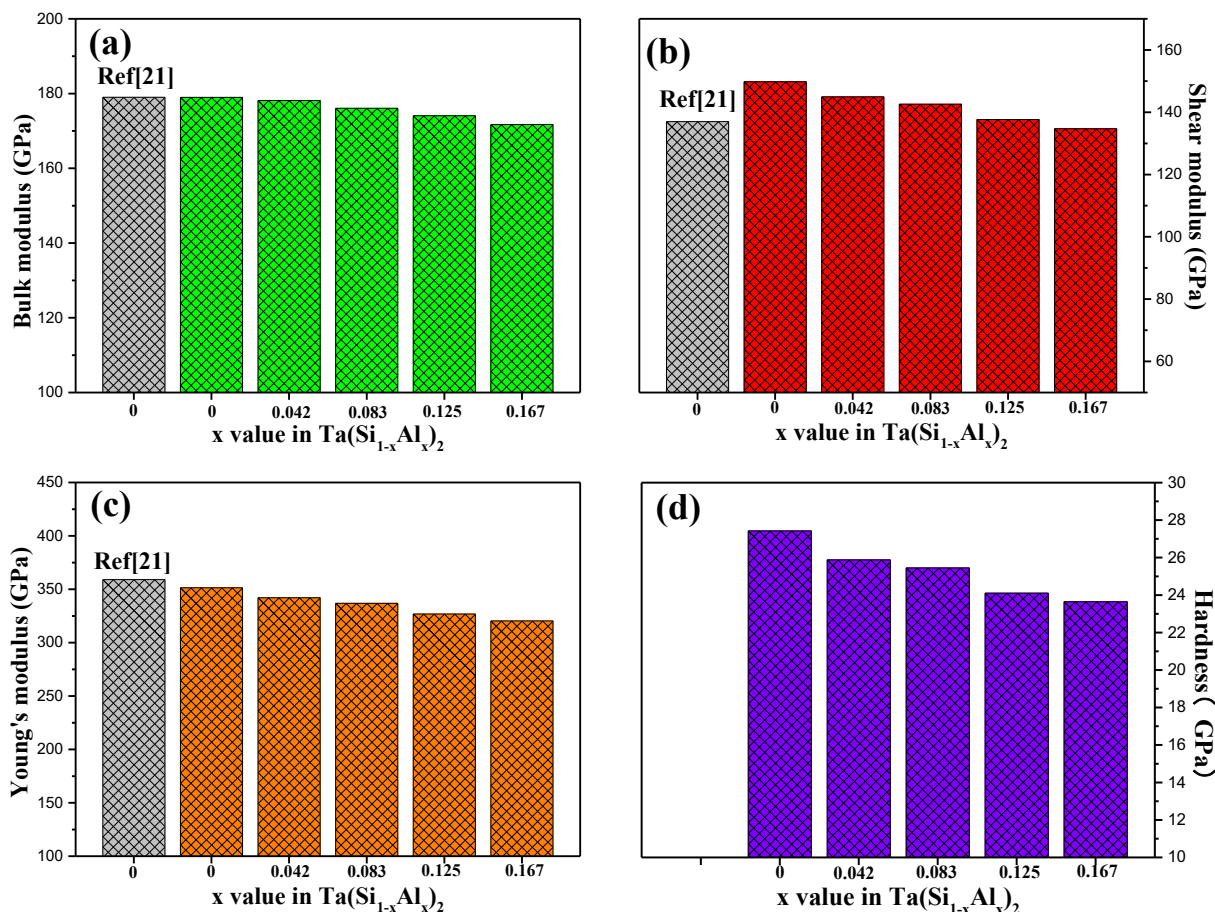 (a)
Ref[21]
Bulk modulus (GPa)
200
180
160
140
120
100
0 0 0.042 0.083 0.125 0.167
x value in Ta(Si1-xAlx)2
(b)
Ref[21]
Shear modulus (GPa)
160
140
120
100
80
60
0 0 0.042 0.083 0.125 0.167
x value in Ta(Si1-xAlx)2
(c)
Ref[21]
Young's modulus (GPa)
450
400
350
300
250
200
150
100
0 0 0.042 0.083 0.125 0.167
x value in Ta(Si1-xAlx)2
(d)
Hardness（ GPa）
30
28
26
24
22
20
18
16
14
12
10
0 0.042 0.083 0.125 0.167
x value in Ta(Si1-xAlx)2